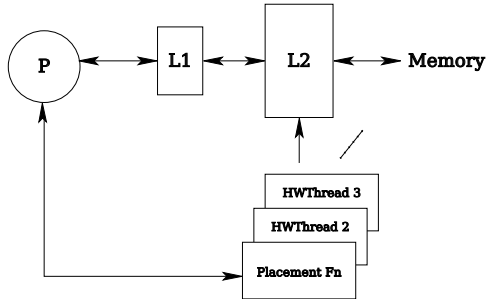 P
L1
L2
Memory
HWThread 3
HWThread 2
Placement Fn